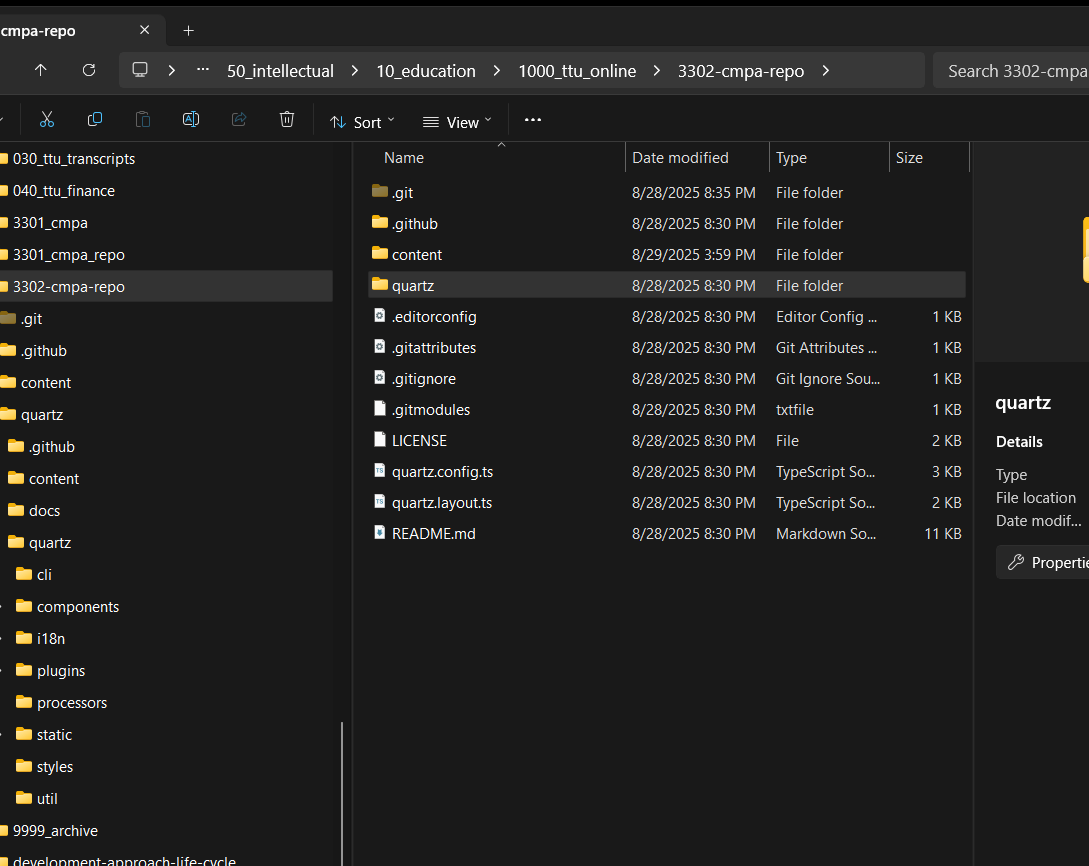 cmpa-repo
50_intellectual 10_education 1000_ttu_online 3302-cmpa-repo Search 3302-cmpa
Sort View
030_ttu_transcripts
040_ttu_finance
3301_cmpa
3301_cmpa_repo
3302-cmpa-repo
.git
.github
content
quartz
.github
content
docs
quartz
cli
components
i18n
plugins
processors
static
styles
util
9999_archive
development-approach-life-cycle
Name Date modified Type Size
.git 8/28/2025 8:35 PM File folder
.github 8/28/2025 8:30 PM File folder
content 8/29/2025 3:59 PM File folder
quartz 8/28/2025 8:30 PM File folder
.editorconfig 8/28/2025 8:30 PM Editor Config ... 1 KB
.gitattributes 8/28/2025 8:30 PM Git Attributes ... 1 KB
.gitignore 8/28/2025 8:30 PM Git Ignore Sou... 1 KB
.gitmodules 8/28/2025 8:30 PM txtfile 1 KB
LICENSE 8/28/2025 8:30 PM File 2 KB
quartz.config.ts 8/28/2025 8:30 PM TypeScript So... 3 KB
quartz.layout.ts 8/28/2025 8:30 PM TypeScript So... 2 KB
README.md 8/28/2025 8:30 PM Markdown So... 11 KB
quartz
Details
Type
File location
Date modif...
Propertie